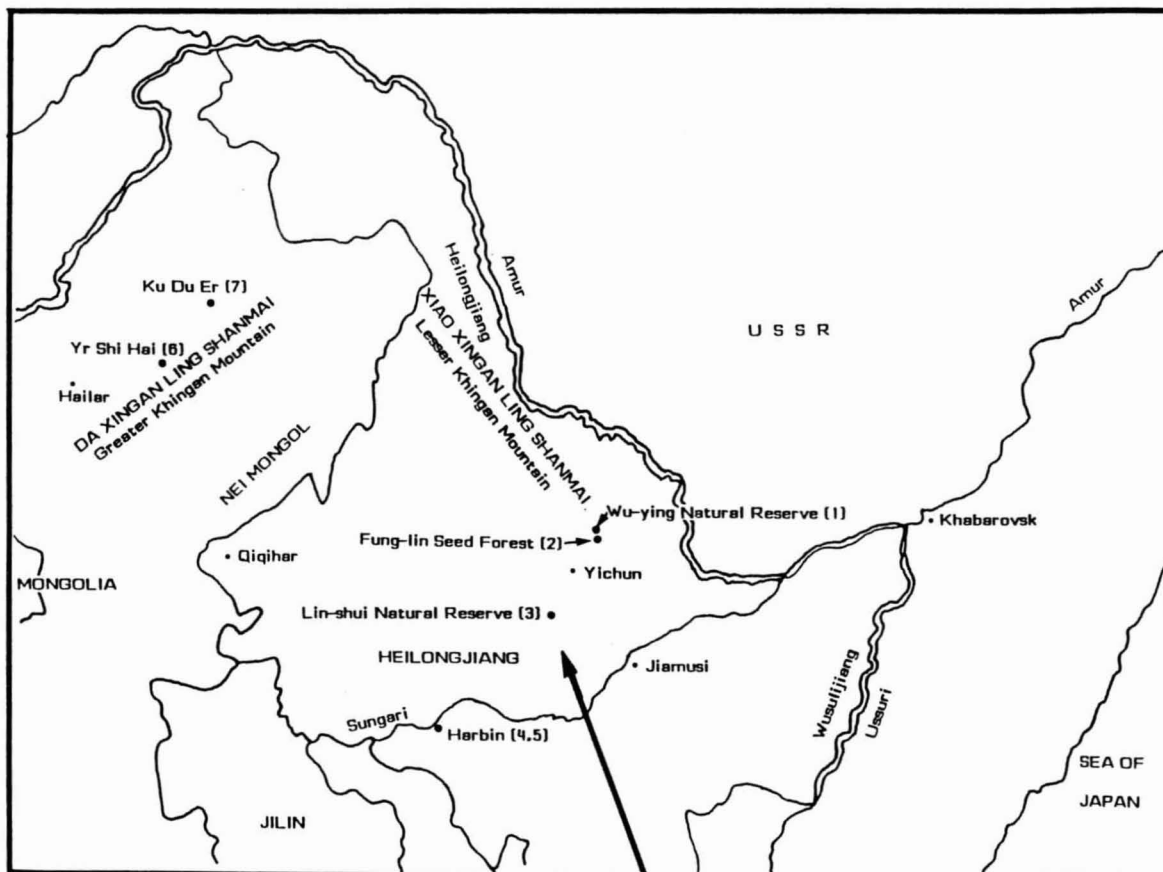 Heilongjiang
Amur
Amur
USSR
Ku Du Er (7)
Yr Shi Hai (6)
Hailar
DA XINGAN LING SHANMAI
Greater Khingan Mountain
XIAO XINGAN LING SHANMAI
Lesser Khingan Mountain
NEI MONGOL
Wu-ying Natural Reserve (1)
Fung-lin Seed Forest (2)
Khabarovsk
Qiqihar
Yichun
MONGOLIA
Lin-shui Natural Reserve (3)
HEILONGJIANG
Jiamusi
Wusulijiang
Ussuri
Sungari
Harbin (4,5)
SEA OF
JAPAN
JILIN